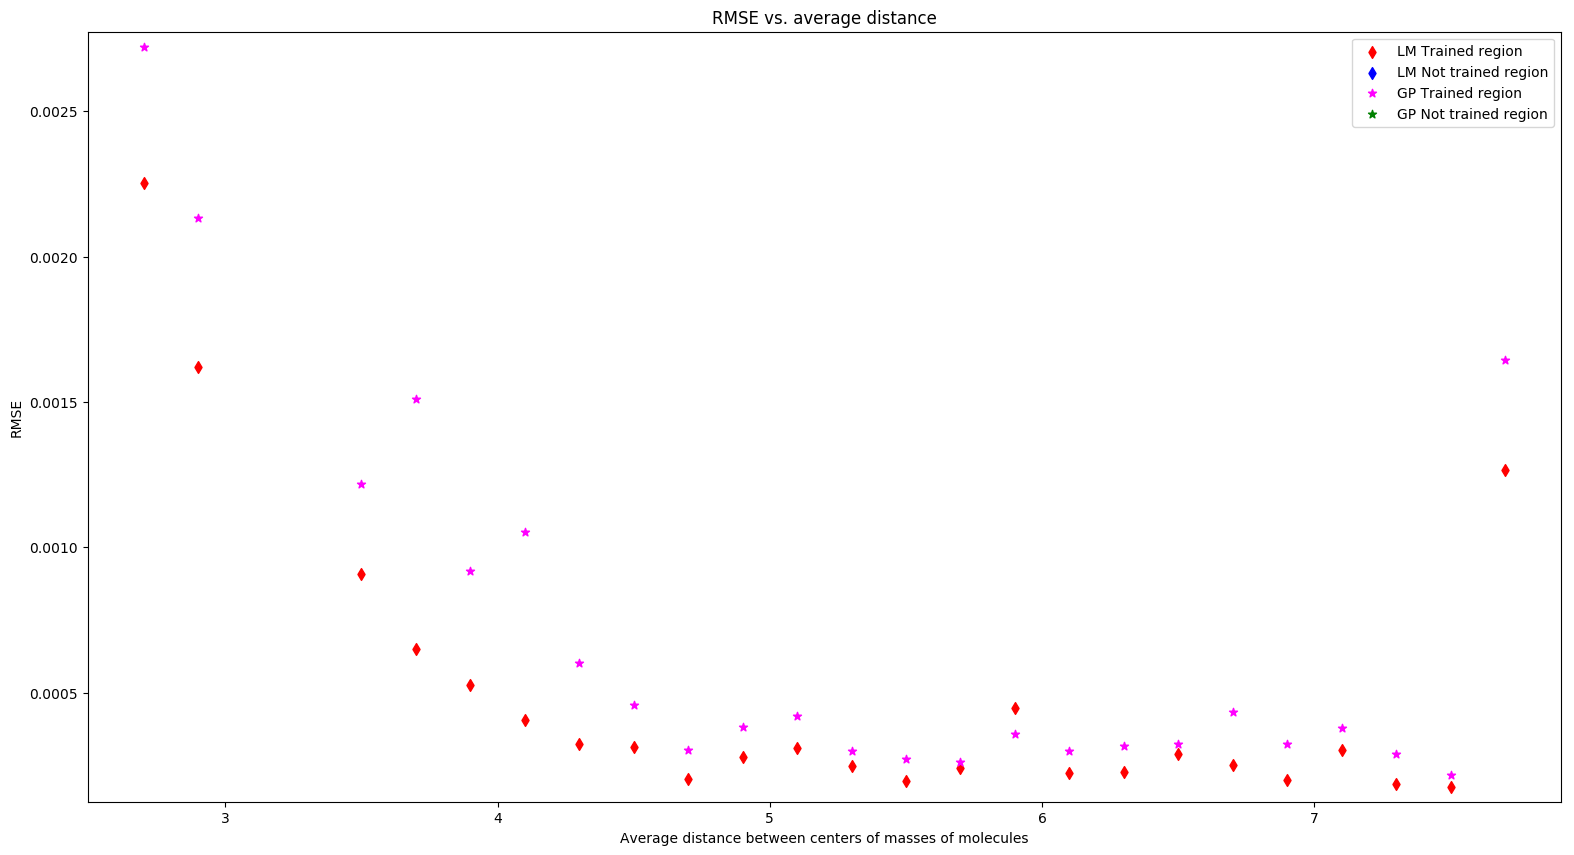 RMSE vs. average distance
LM Trained region
LM Not trained region
GP Trained region
GP Not trained region
0.0025
0.0020
0.0015
0.0010
0.0005
RMSE
3 4 5 6 7
Average distance between centers of masses of molecules